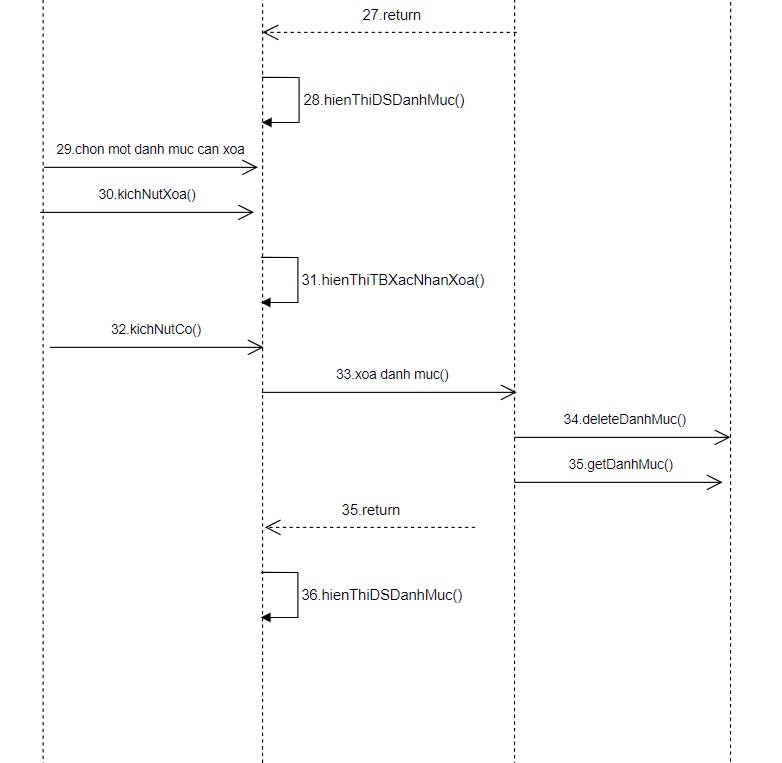 27.return
28.hienThiDSDanhMuc()
29.chon mot danh muc can xoa
30.kichNutXoa()
31.hienThiTBXacNhanXoa()
32.kichNutCo()
33.xoa danh muc()
34.deleteDanhMuc()
35.getDanhMuc()
35.return
36.hienThiDSDanhMuc()